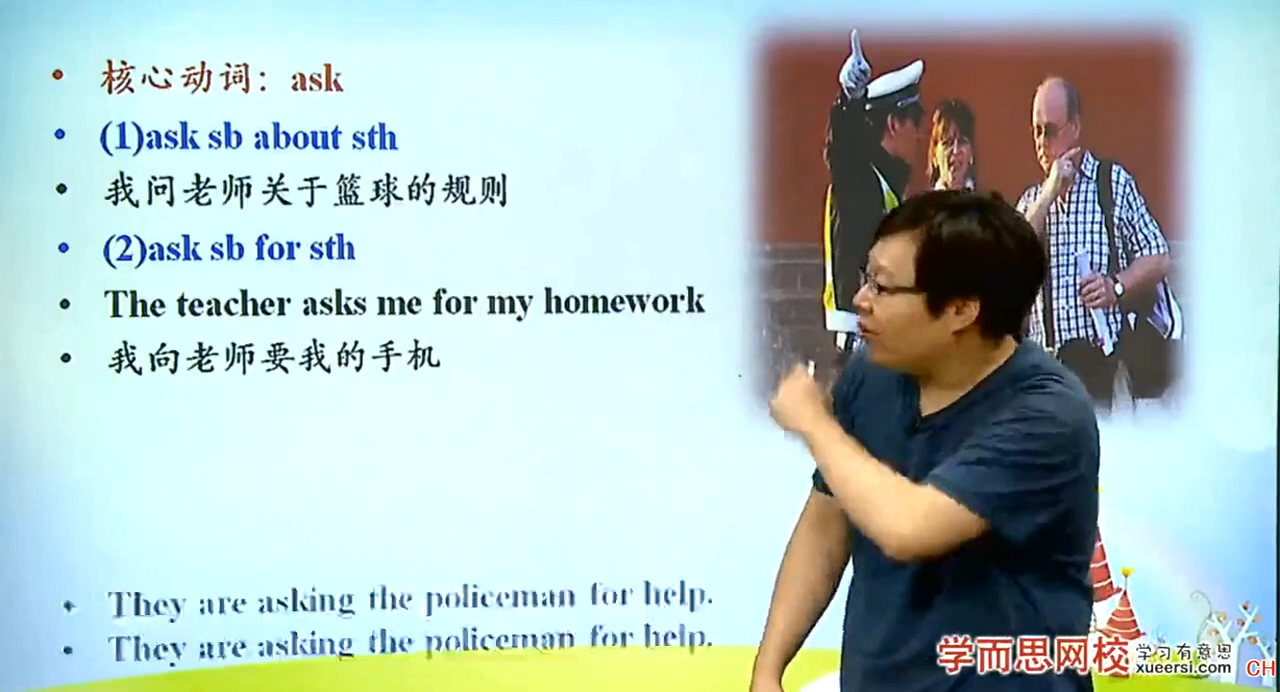 核心动词：ask
(1)ask sb about sth
我问老师关于篮球的规则
(2)ask sb for sth
The teacher asks me for my homework
我向老师要我的手机
They are asking the policeman for help.
They are asking the policeman for help.
学而思网校
学习有意思
xueersi.com
CH